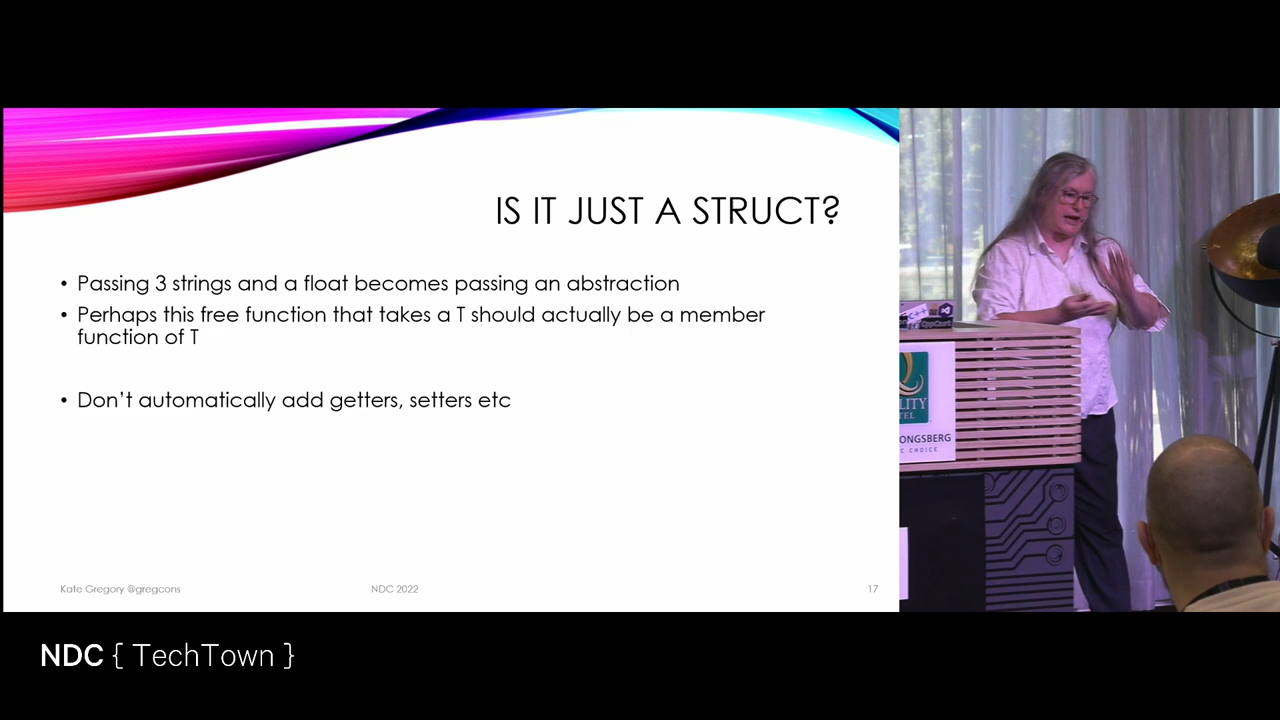 IS IT JUST A STRUCT?
• Passing 3 strings and a float becomes passing an abstraction
• Perhaps this free function that takes a T should actually be a member
function of T
• Don't automatically add getters, setters etc
Kate Gregory @gregcons
NDC 2022
17
C++
ONGSBERG
C CHOICE
NDC { TechTown }